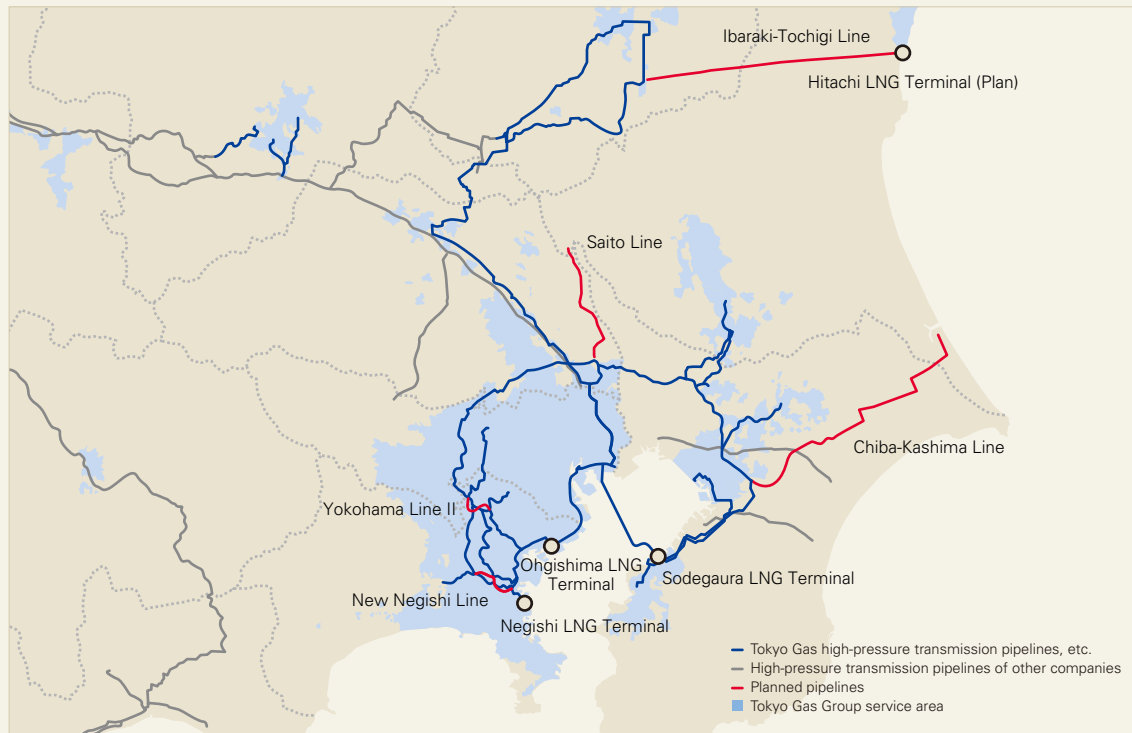 Ibaraki-Tochigi Line
Hitachi LNG Terminal (Plan)
Saito Line
Chiba-Kashima Line
Yokohama Line II
Ohgishima LNG
Terminal
Sodegaura LNG Terminal
New Negishi Line
Negishi LNG Terminal
Tokyo Gas high-pressure transmission pipelines, etc.
High-pressure transmission pipelines of other companies
Planned pipelines
Tokyo Gas Group service area